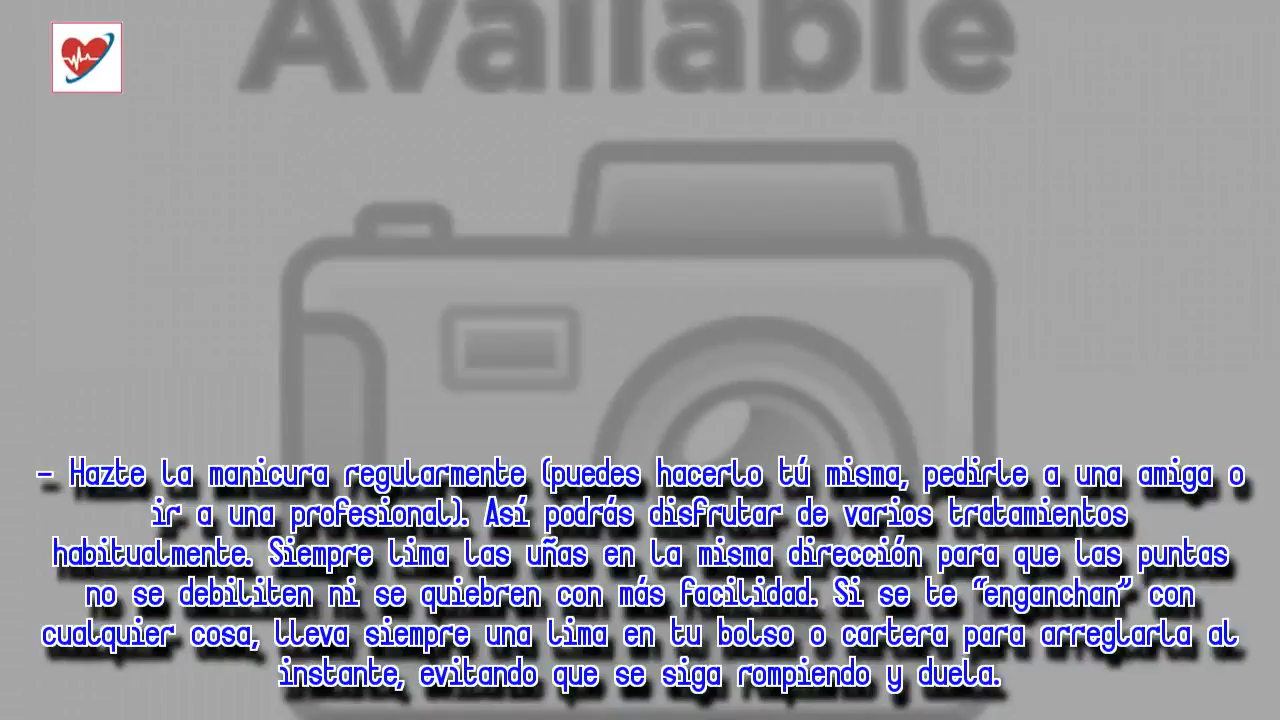 Available
- Hazte la manicura regularmente (puedes hacerlo tú misma, pedirle a una amiga o
ir a una profesional). Así podrás disfrutar de varios tratamientos
habitualmente. Siempre lima las uñas en la misma dirección para que las puntas
no se debiliten ni se quiebren con más facilidad. Si se te “enganchan” con
cualquier cosa, lleva siempre una lima en tu bolso o cartera para arreglarla al
instante, evitando que se siga rompiendo y duela.